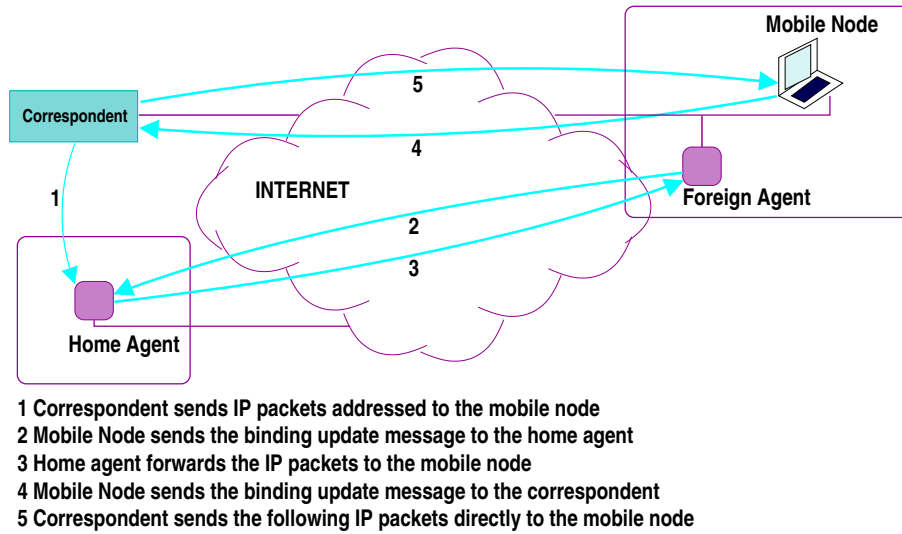 Mobile Node
5
Correspondent
4
1
INTERNET
Foreign Agent
2
3
Home Agent
1 Correspondent sends IP packets addressed to the mobile node
2 Mobile Node sends the binding update message to the home agent
3 Home agent forwards the IP packets to the mobile node
4 Mobile Node sends the binding update message to the correspondent
5 Correspondent sends the following IP packets directly to the mobile node